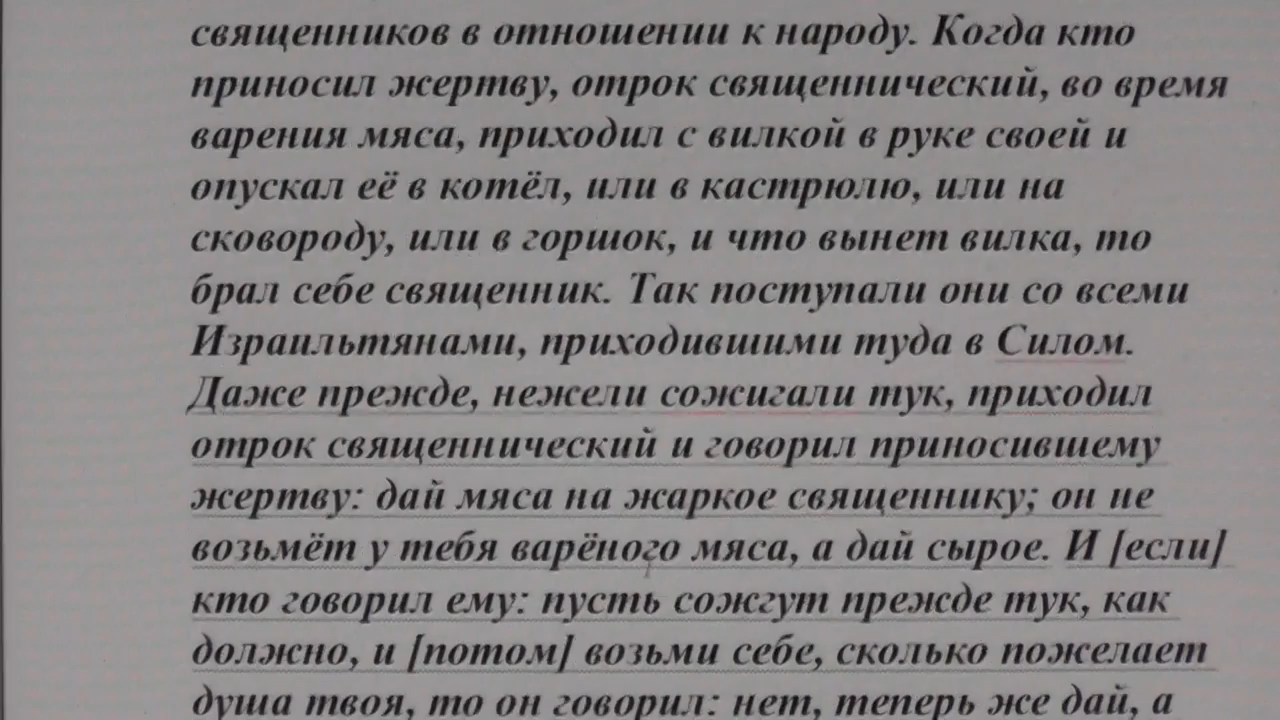 священников в отношении к народу. Когда кто
приносил жертву, отрок священнический, во время
варения мяса, приходил с вилкой в руке своей и
опускал её в котёл, или в кастрюлю, или на
сковороду, или в горшок, и что вынет вилка, то
брал себе священник. Так поступали они со всеми
Израильтянами, приходившими туда в Силом.
Даже прежде, нежели сожигали тук, приходил
отрок священнический и говорил приносившему
жертву: дай мяса на жаркое священнику; он не
возьмёт у тебя варёного мяса, а дай сырое. И [если]
кто говорил ему: пусть сожгут прежде тук, как
должно, и [потом] возьми себе, сколько пожелает
душа твоя, то он говорил: нет, теперь же дай, а